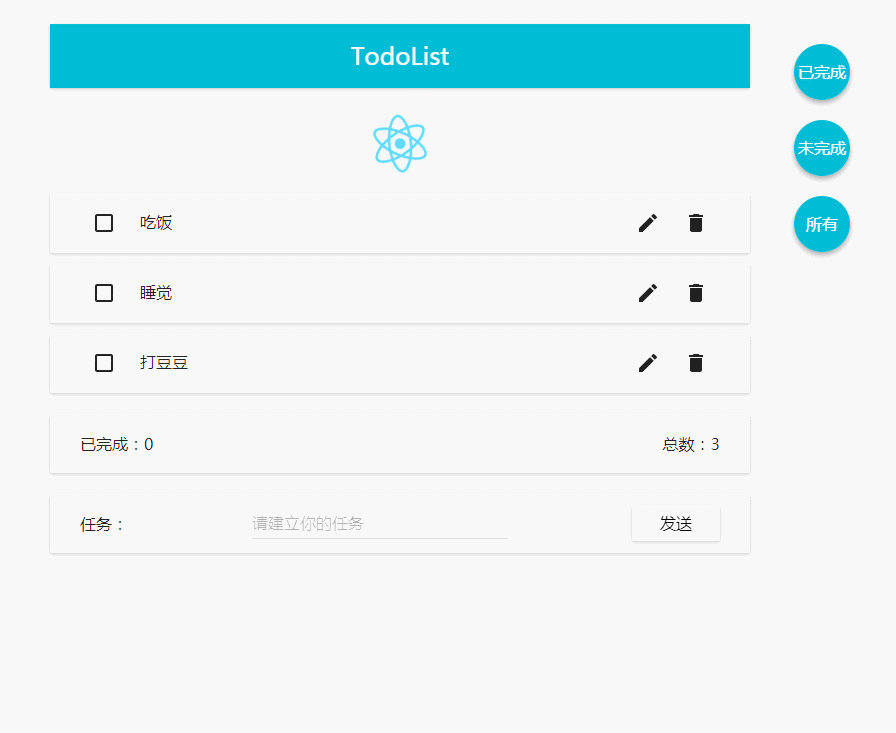 TodoList
已完成
未完成
所有
吃饭
睡觉
打豆豆
已完成：0
总数：3
任务：
请建立你的任务
发送